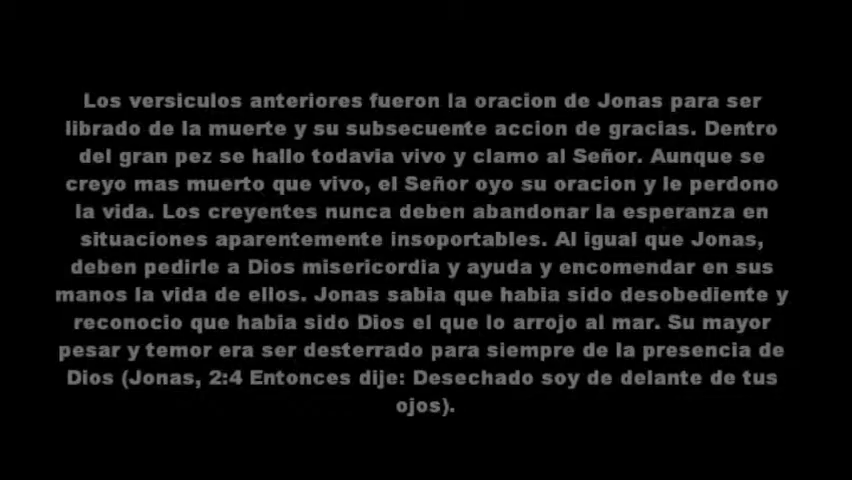 Los versiculos anteriores fueron la oracion de Jonas para ser
librado de la muerte y su subsecuente accion de gracias. Dentro
del gran pez se hallo todavia vivo y clamo al Señor. Aunque se
creyo mas muerto que vivo, el Señor oyo su oracion y le perdono
la vida. Los creyentes nunca deben abandonar la esperanza en
situaciones aparentemente insoportables. Al igual que Jonas,
deben pedirle a Dios misericordia y ayuda y encomendar en sus
manos la vida de ellos. Jonas sabia que habia sido desobediente y
reconocio que habia sido Dios el que lo arrojo al mar. Su mayor
pesar y temor era ser desterrado para siempre de la presencia de
Dios (Jonas, 2:4 Entonces dije: Desechado soy de delante de tus
ojos).